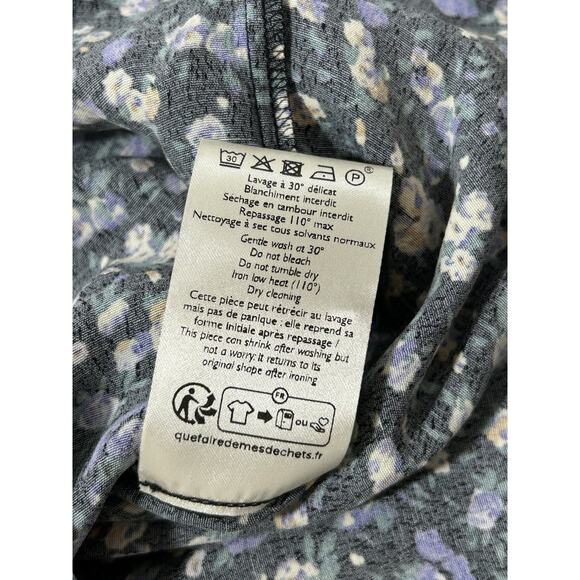 30 P ®
Lavage à 30° délicat
Blanchiment interdit
Séchage en tambour interdit
Repassage 110° max
Nettoyage à sec tous solvants normaux
Gentle wash at 30°
Do not bleach
Do not tumble dry
Iron low heat (110°)
Dry cleaning
Cette pièce peut rétrécir au lavage
mais pas de panique : elle reprend sa
forme initiale après repassage /
This piece can shrink after washing but
not a worry: it returns to its
original shape after ironing
FR
ou
quefairedemesdechets.fr